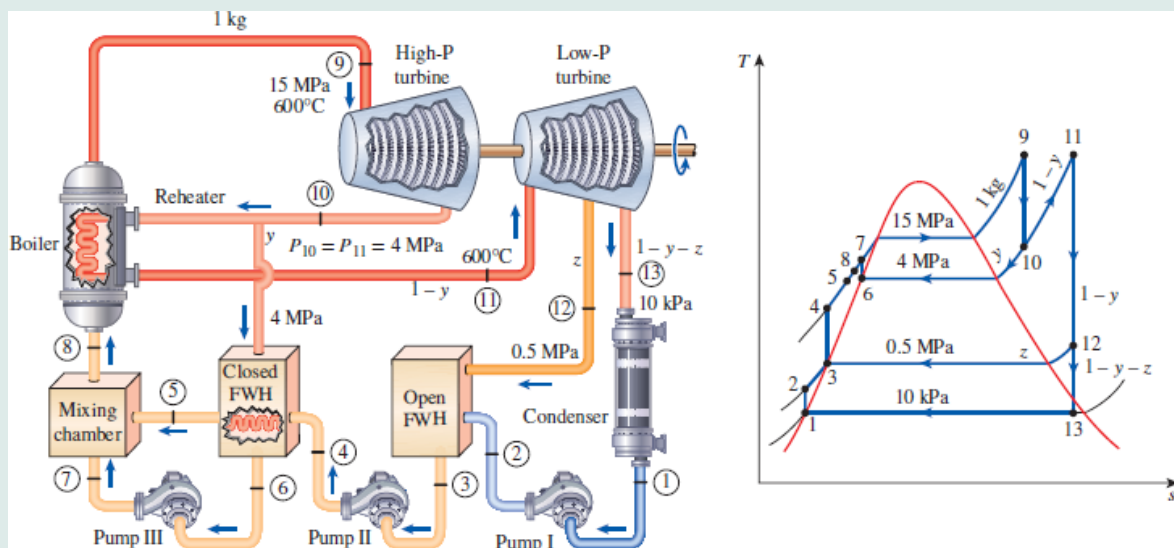 1 kg
9
15 MPa
600°C
High-P
turbine
Low-P
turbine
Reheater
10
Boiler
y
P10 = P11 = 4 MPa
600°C
11
1 – y
z
1 – y – z
13
10 kPa
12
4 MPa
8
Closed
FWH
0.5 MPa
5
Mixing
chamber
Open
FWH
Condenser
7
6
4
3
2
1
Pump III
Pump II
Pump I
T
9
11
1 kg
1 – y
15 MPa
7
8
4 MPa
y
10
5
6
4
1 – y
0.5 MPa
z
12
2
3
1 – y – z
10 kPa
1
13
s